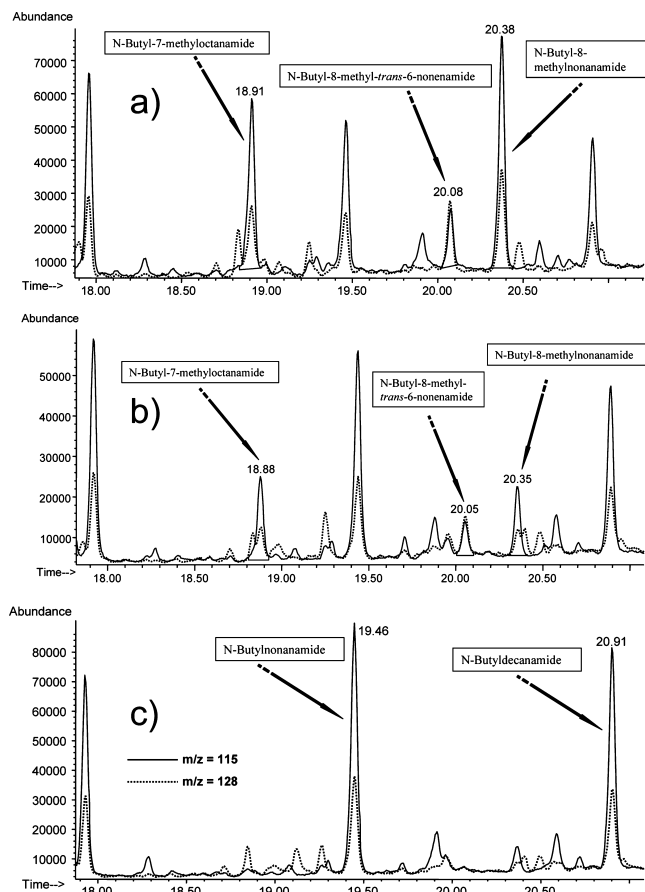 Abundance
N-Butyl-7-methyloctanamide
20.38
N-Butyl-8-
methylnonanamide
N-Butyl-8-methyl-trans-6-nonenamide
70000
60000
50000
40000
30000
20000
10000
a)
18.91
20.08
Time-->
18.00 18.50 19.00 19.50 20.00 20.50
Abundance
N-Butyl-7-methyloctanamide
N-Butyl-8-methyl-
trans-6-nonenamide
N-Butyl-8-methylnonanamide
50000
40000
30000
20000
10000
b)
18.88
20.05
20.35
Time-->
18.00 18.50 19.00 19.50 20.00 20.50
Abundance
N-Butylnonanamide
19.46
N-Butyldecanamide
20.91
80000
70000
60000
50000
40000
30000
20000
10000
c)
m/z = 115
m/z = 128
Time-->
18.00 18.50 19.00 19.50 20.00 20.50